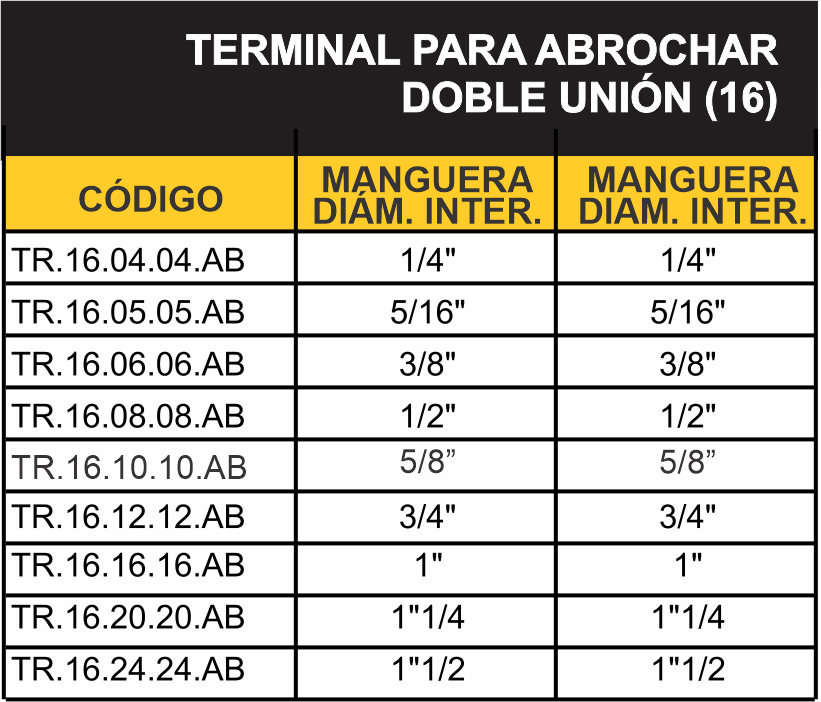 TERMINAL PARA ABROCHAR
DOBLE UNIÓN (16)
CÓDIGO MANGUERA DIÁM. INTER. MANGUERA DIAM. INTER.
TR.16.04.04.AB 1/4" 1/4"
TR.16.05.05.AB 5/16" 5/16"
TR.16.06.06.AB 3/8" 3/8"
TR.16.08.08.AB 1/2" 1/2"
TR.16.10.10.AB 5/8” 5/8”
TR.16.12.12.AB 3/4" 3/4"
TR.16.16.16.AB 1" 1"
TR.16.20.20.AB 1"1/4 1"1/4
TR.16.24.24.AB 1"1/2 1"1/2